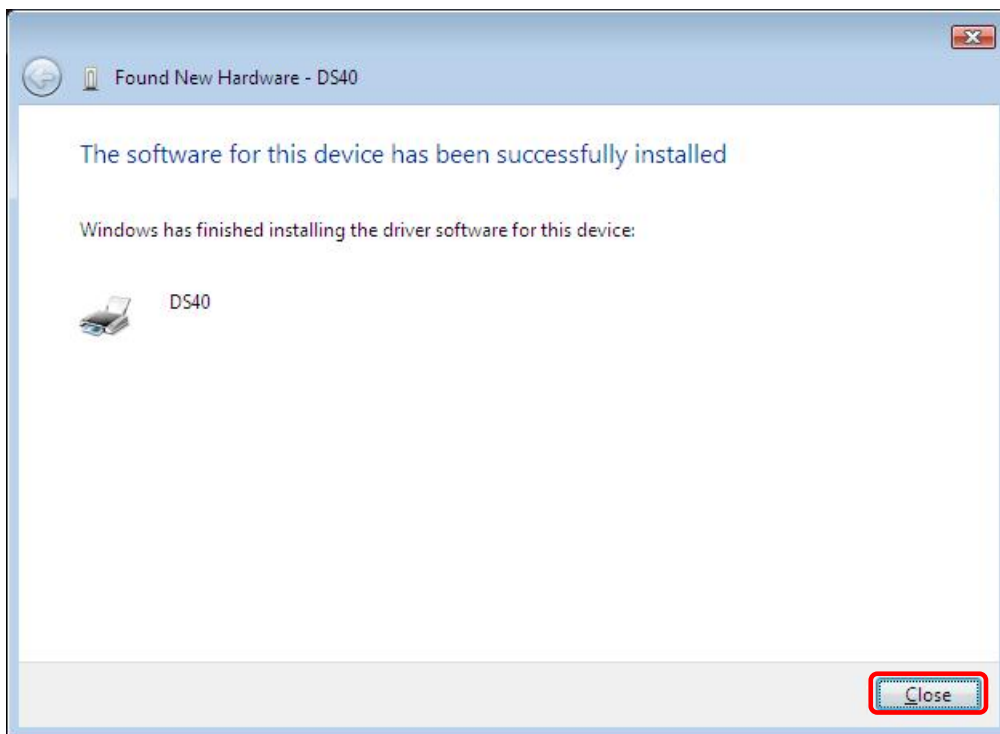 Found New Hardware - DS40
The software for this device has been successfully installed
Windows has finished installing the driver software for this device:
DS40
Close